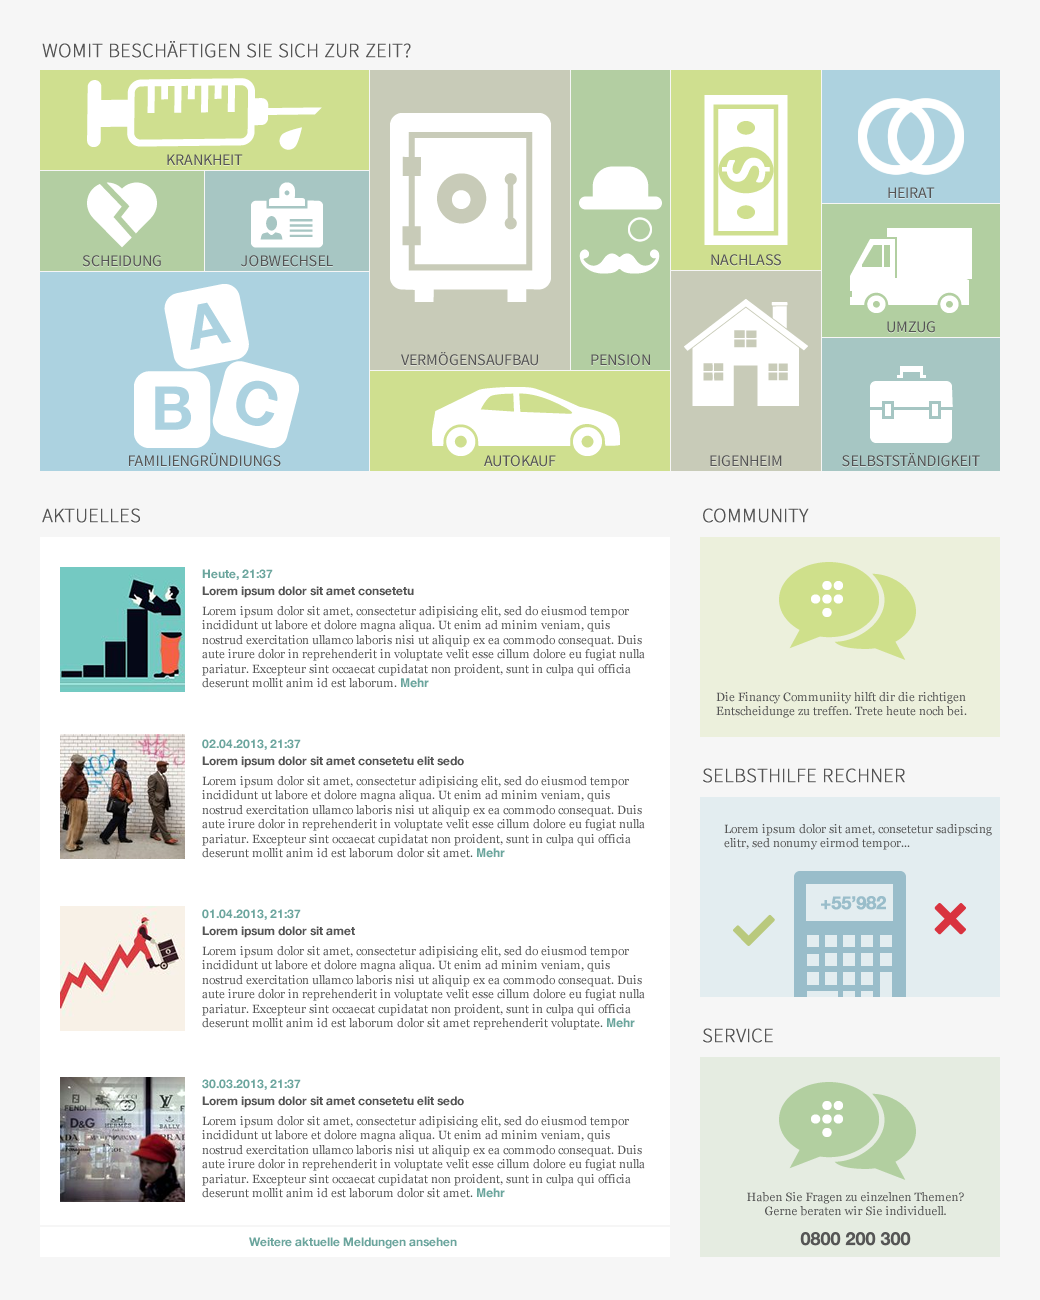 WOMIT BESCHÄFTIGEN SIE SICH ZUR ZEIT?
KRANKHEIT
SCHEIDUNG
JOBWECHSEL
A
B
C
FAMILIENGRÜNDIUNGS
VERMÖGENSAUFBAU
PENSION
AUTOKAUF
$
NACHLASS
EIGENHEIM
HEIRAT
UMZUG
SELBSTSTÄNDIGKEIT
AKTUELLES
Heute, 21:37
Lorem ipsum dolor sit amet consetetu
Lorem ipsum dolor sit amet, consectetur adipisicing elit, sed do eiusmod tempor
incididunt ut labore et dolore magna aliqua. Ut enim ad minim veniam, quis
nostrud exercitation ullamco laboris nisi ut aliquip ex ea commodo consequat. Duis
aute irure dolor in reprehenderit in voluptate velit esse cillum dolore eu fugiat nulla
pariatur. Excepteur sint occaecat cupidatat non proident, sunt in culpa qui officia
deserunt mollit anim id est laborum. Mehr
02.04.2013, 21:37
Lorem ipsum dolor sit amet consetetu elit sedo
Lorem ipsum dolor sit amet, consectetur adipisicing elit, sed do eiusmod tempor
incididunt ut labore et dolore magna aliqua. Ut enim ad minim veniam, quis
nostrud exercitation ullamco laboris nisi ut aliquip ex ea commodo consequat. Duis
aute irure dolor in reprehenderit in voluptate velit esse cillum dolore eu fugiat nulla
pariatur. Excepteur sint occaecat cupidatat non proident, sunt in culpa qui officia
deserunt mollit anim id est laborum dolor sit amet. Mehr
01.04.2013, 21:37
Lorem ipsum dolor sit amet
Lorem ipsum dolor sit amet, consectetur adipisicing elit, sed do eiusmod tempor
incididunt ut labore et dolore magna aliqua. Ut enim ad minim veniam, quis
nostrud exercitation ullamco laboris nisi ut aliquip ex ea commodo consequat. Duis
aute irure dolor in reprehenderit in voluptate velit esse cillum dolore eu fugiat nulla
pariatur. Excepteur sint occaecat cupidatat non proident, sunt in culpa qui officia
deserunt mollit anim id est laborum dolor sit amet reprehenderit voluptate. Mehr
FENDI
GUCCI
LV
D&G
HERMES
BALLY
PRAD
30.03.2013, 21:37
Lorem ipsum dolor sit amet consetetu elit sedo
Lorem ipsum dolor sit amet, consectetur adipisicing elit, sed do eiusmod tempor
incididunt ut labore et dolore magna aliqua. Ut enim ad minim veniam, quis
nostrud exercitation ullamco laboris nisi ut aliquip ex ea commodo consequat. Duis
aute irure dolor in reprehenderit in voluptate velit esse cillum dolore eu fugiat nulla
pariatur. Excepteur sint occaecat cupidatat non proident, sunt in culpa qui officia
deserunt mollit anim id est laborum dolor sit amet. Mehr
Weitere aktuelle Meldungen ansehen
COMMUNITY
Die Financy Communiity hilft dir die richtigen
Entscheidunge zu treffen. Trete heute noch bei.
SELBSTHILFE RECHNER
Lorem ipsum dolor sit amet, consetetur sadipscing
elitr, sed nonumy eirmod tempor...
+55'982
SERVICE
Haben Sie Fragen zu einzelnen Themen?
Gerne beraten wir Sie individuell.
0800 200 300